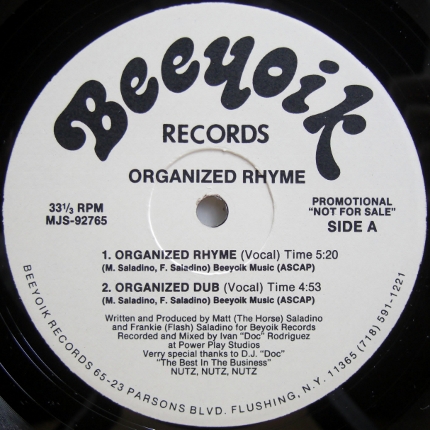 Beeyoik
RECORDS
ORGANIZED RHYME
33⅓ RPM
MJS-92765
PROMOTIONAL
"NOT FOR SALE"
SIDE A
1. ORGANIZED RHYME (Vocal) Time 5:20
(M. Saladino, F. Saladino) Beeyoik Music (ASCAP)
2. ORGANIZED DUB (Vocal) Time 4:53
(M. Saladino, F. Saladino) Beeyoik Music (ASCAP)
Written and Produced by Matt (The Horse) Saladino
and Frankie (Flash) Saladino for Beyoik Records
Recorded and Mixed by Ivan "Doc" Rodriguez
at Power Play Studios
Verry special thanks to D.J. "Doc"
"The Best In The Business"
NUTZ, NUTZ, NUTZ
BEEYOIK RECORDS 65-23 PARSONS BLVD. FLUSHING, N.Y. 11365 (718) 591-1221